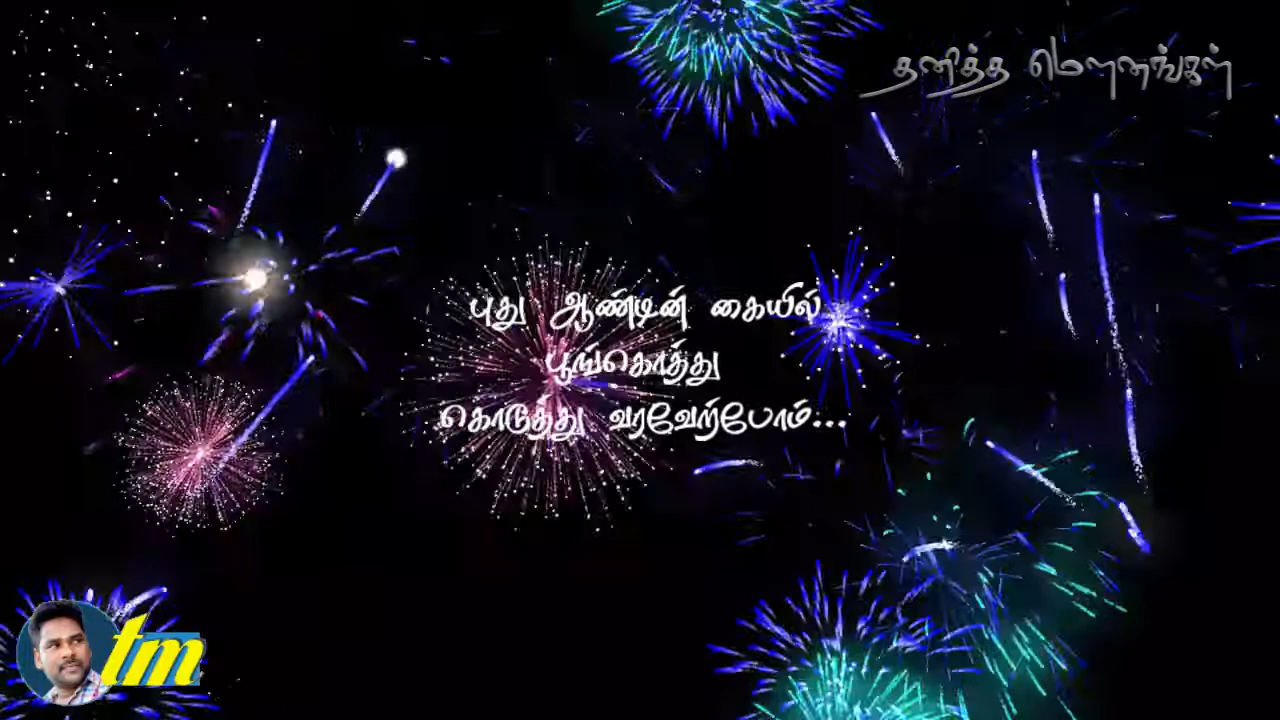 தனித்த மௌனங்கள்
புது ஆண்டின் கையில்
பூங்கொத்து
கொடுத்து வரவேற்போம்...
tm